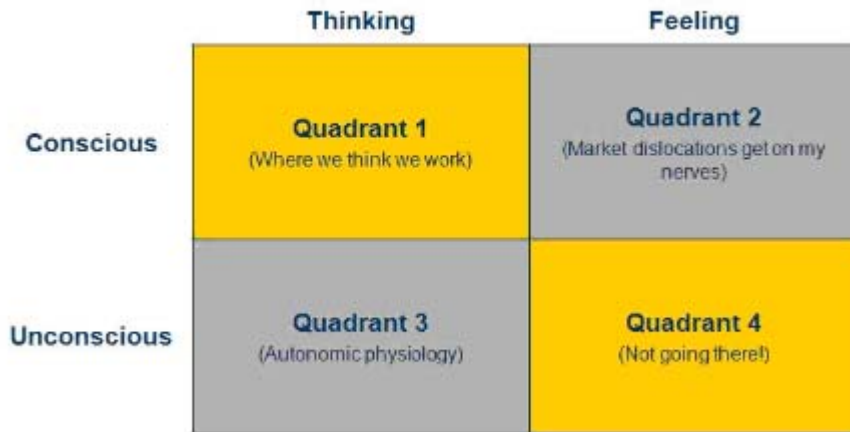 Thinking Feeling
Conscious
Quadrant 1
(Where we think we work)
Quadrant 2
(Market dislocations get on my
nerves)
Unconscious
Quadrant 3
(Autonomic physiology)
Quadrant 4
(Not going there!)